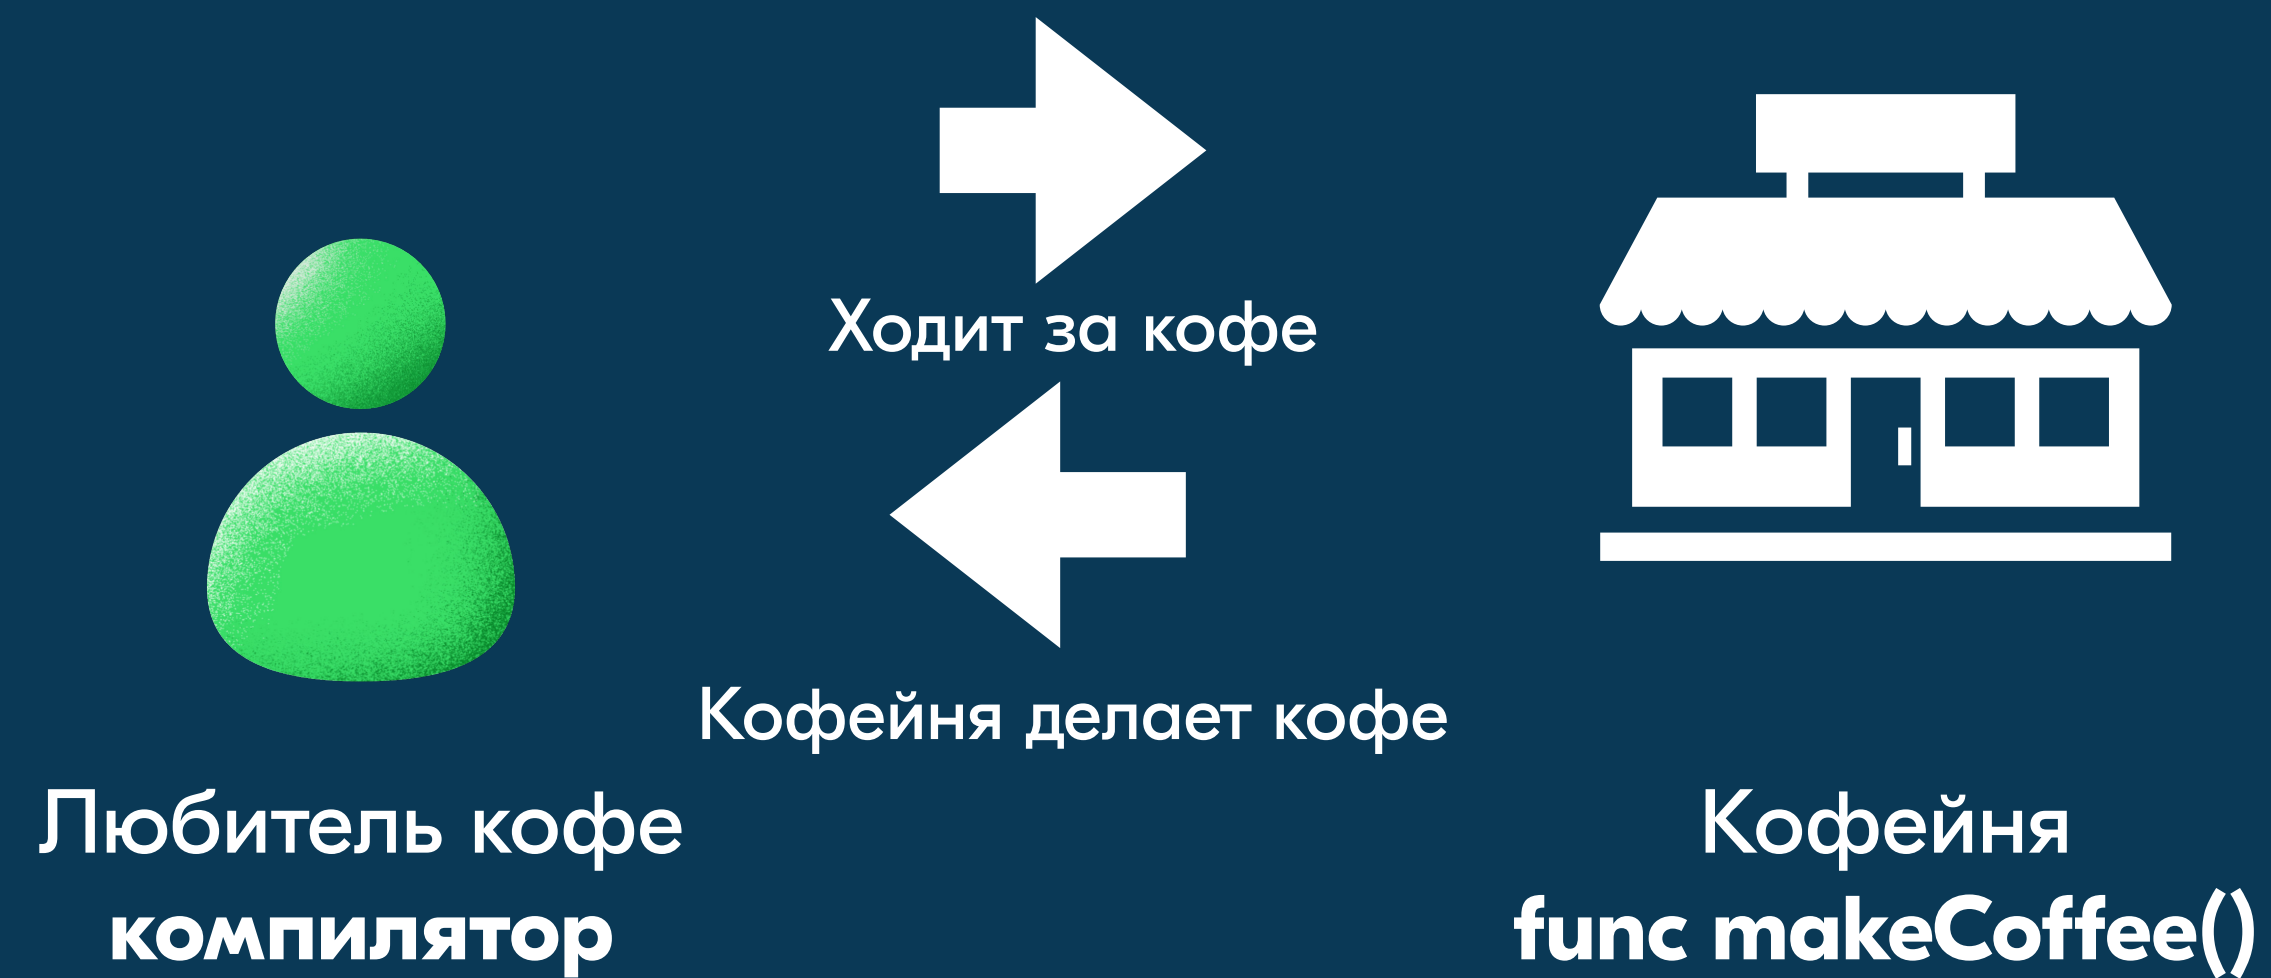 Ходит за кофе
Кофейня делает кофе
Любитель кофе
компилятор
Кофейня
func makeCoffee()